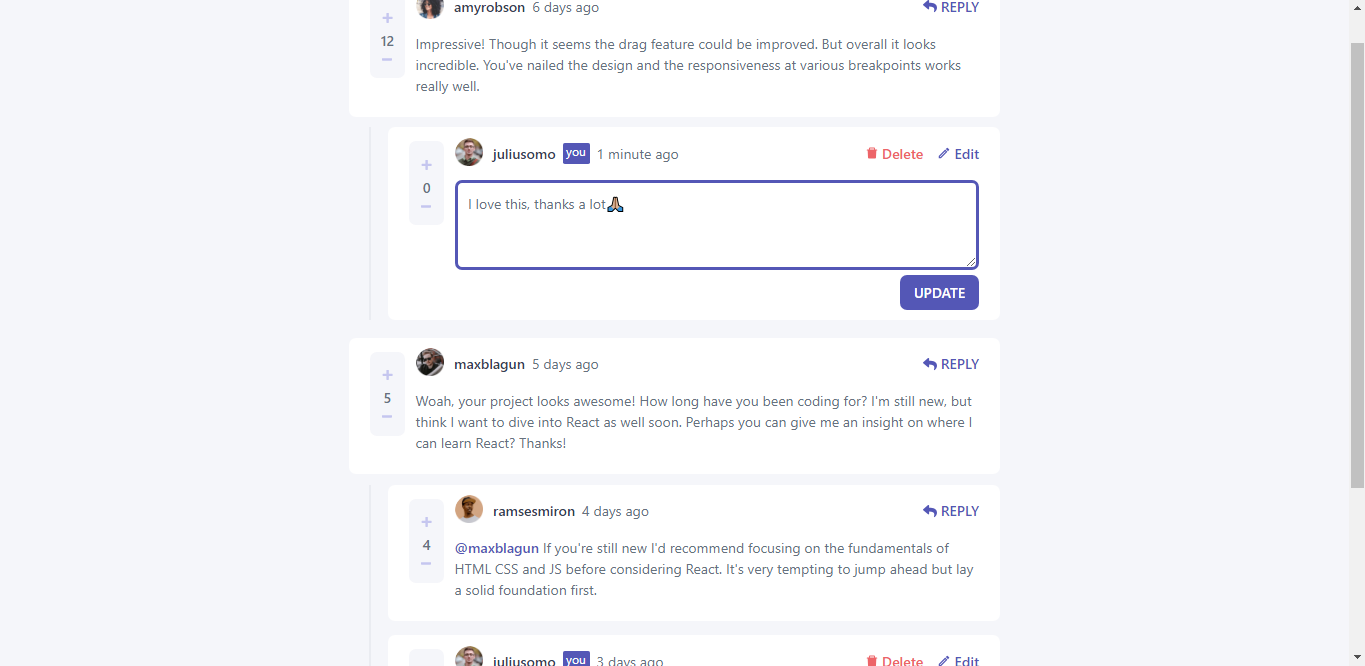 amyrobson 6 days ago REPLY
+
12
−
Impressive! Though it seems the drag feature could be improved. But overall it looks
incredible. You've nailed the design and the responsiveness at various breakpoints works
really well.
juliusomo you 1 minute ago Delete Edit
+
0
−
I love this, thanks a lot🙏🏽
UPDATE
maxblagun 5 days ago REPLY
+
5
−
Woah, your project looks awesome! How long have you been coding for? I'm still new, but
think I want to dive into React as well soon. Perhaps you can give me an insight on where I
can learn React? Thanks!
ramsesmiron 4 days ago REPLY
+
4
−
@maxblagun If you're still new I'd recommend focusing on the fundamentals of
HTML CSS and JS before considering React. It's very tempting to jump ahead but lay
a solid foundation first.
juliusomo you 3 days ago Delete Edit